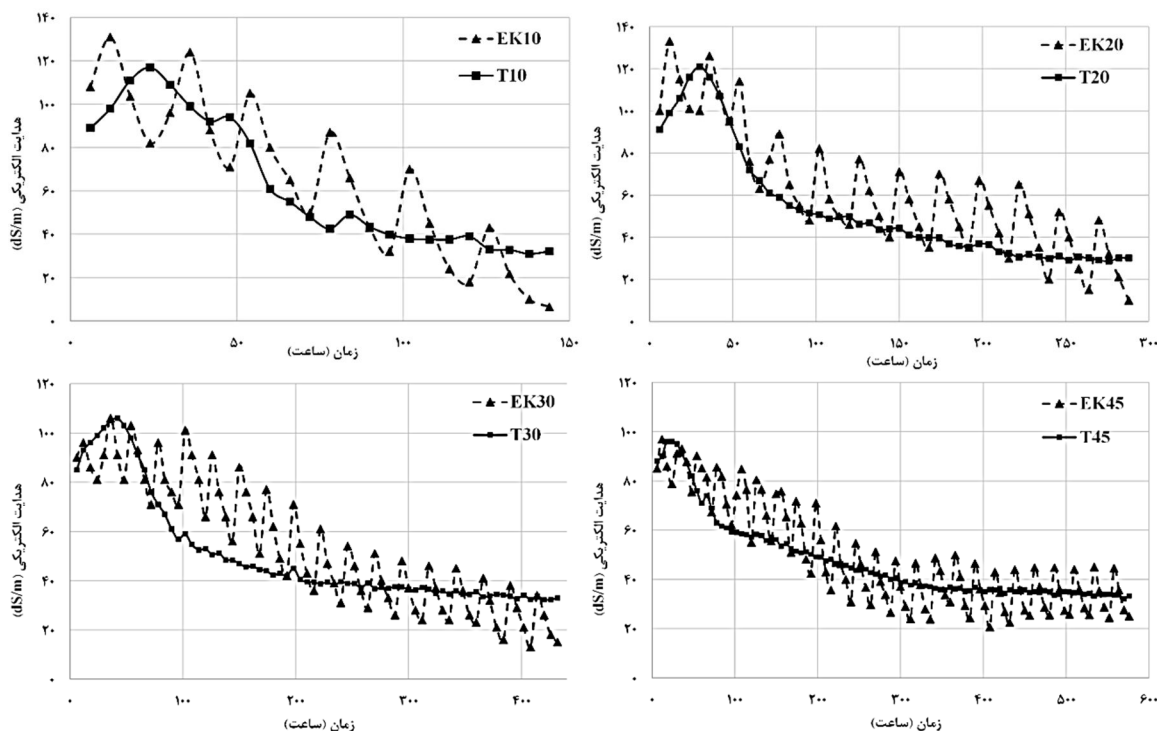 هدایت الکتریکی (dS/m)
۱۴۰
۱۲۰
۱۰۰
۸۰
۶۰
۴۰
۲۰
۰
EK10
T10
۰ ۵۰ ۱۰۰ ۱۵۰
زمان (ساعت)
هدایت الکتریکی (dS/m)
۱۴۰
۱۲۰
۱۰۰
۸۰
۶۰
۴۰
۲۰
۰
EK20
T20
۰ ۵۰ ۱۰۰ ۱۵۰ ۲۰۰ ۲۵۰ ۳۰۰
زمان (ساعت)
هدایت الکتریکی (dS/m)
۱۲۰
۱۰۰
۸۰
۶۰
۴۰
۲۰
۰
EK30
T30
۰ ۱۰۰ ۲۰۰ ۳۰۰ ۴۰۰
زمان (ساعت)
هدایت الکتریکی (dS/m)
۱۲۰
۱۰۰
۸۰
۶۰
۴۰
۲۰
۰
EK45
T45
۰ ۱۰۰ ۲۰۰ ۳۰۰ ۴۰۰ ۵۰۰ ۶۰۰
زمان (ساعت)